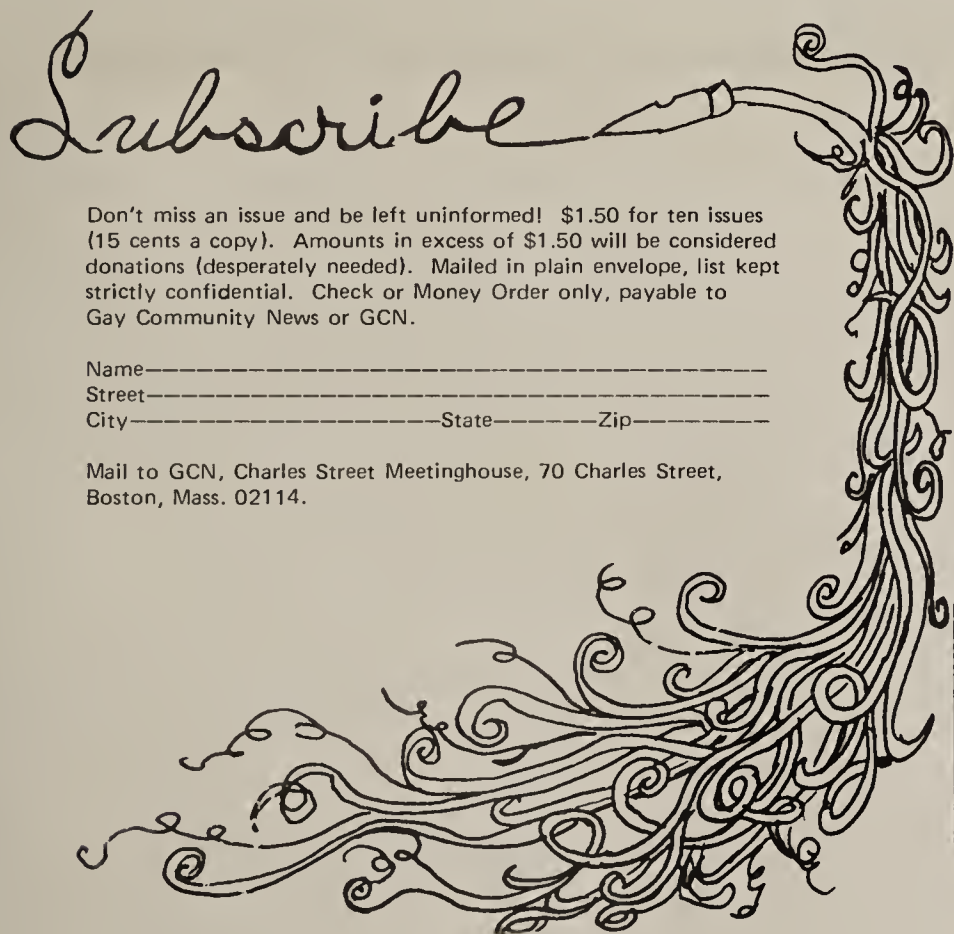 Subscribe
Don't miss an issue and be left uninformed! $1.50 for ten issues
(15 cents a copy). Amounts in excess of $1.50 will be considered
donations (desperately needed). Mailed in plain envelope, list kept
strictly confidential. Check or Money Order only, payable to
Gay Community News or GCN.
Name
Street
City State Zip
Mail to GCN, Charles Street Meetinghouse, 70 Charles Street,
Boston, Mass. 02114.